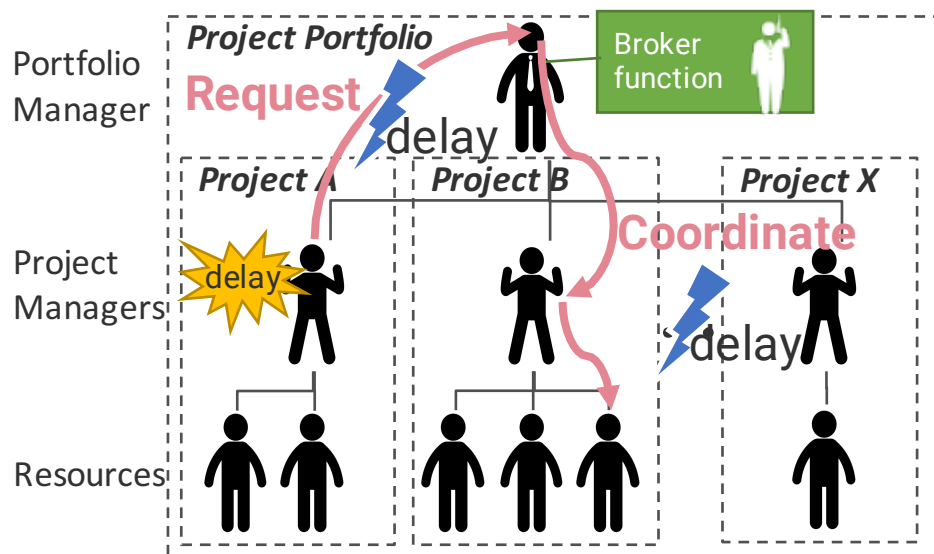 Portfolio
Manager
Project Portfolio
Broker
function
Request
delay
Project A
Project B
Project X
Coordinate
Project
Managers
delay
delay
Resources